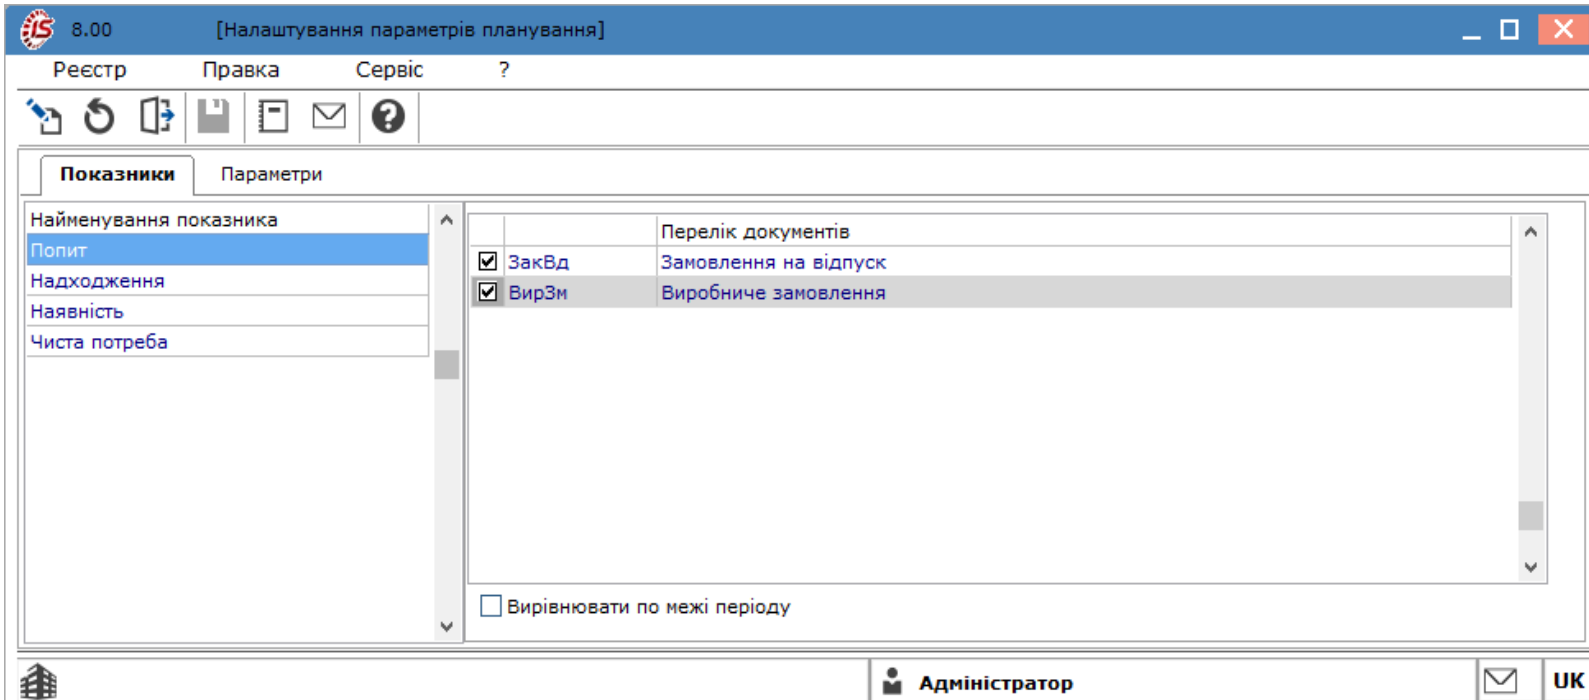 IS 8.00 [Налаштування параметрів планування]
Реєстр Правка Сервіс ?
Показники Параметри
Найменування показника
Попит
Надходження
Наявність
Чиста потреба
Перелік документів
ЗакВд Замовлення на відпуск
ВирЗм Виробниче замовлення
Вирівнювати по межі періоду
Адміністратор UK